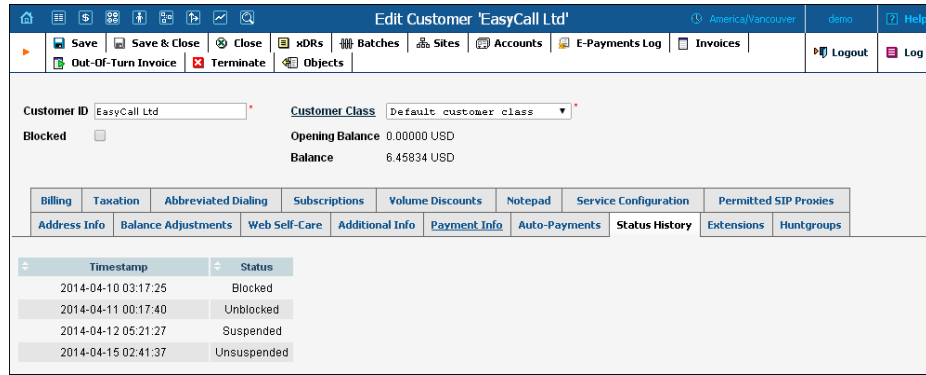 Edit Customer 'EasyCall Ltd' America/Vancouver demo Help
Save Save & Close Close xDRs Batches Sites Accounts E-Payments Log Invoices
Logout Log
Out-Of-Turn Invoice Terminate Objects
Customer ID EasyCall Ltd * Customer Class Default customer class *
Blocked Opening Balance 0.00000 USD
Balance 6.45834 USD
Billing Taxation Abbreviated Dialing Subscriptions Volume Discounts Notepad Service Configuration Permitted SIP Proxies
Address Info Balance Adjustments Web Self-Care Additional Info Payment Info Auto-Payments Status History Extensions Huntgroups
Timestamp Status
2014-04-10 03:17:25 Blocked
2014-04-11 00:17:40 Unblocked
2014-04-12 05:21:27 Suspended
2014-04-15 02:41:37 Unsuspended